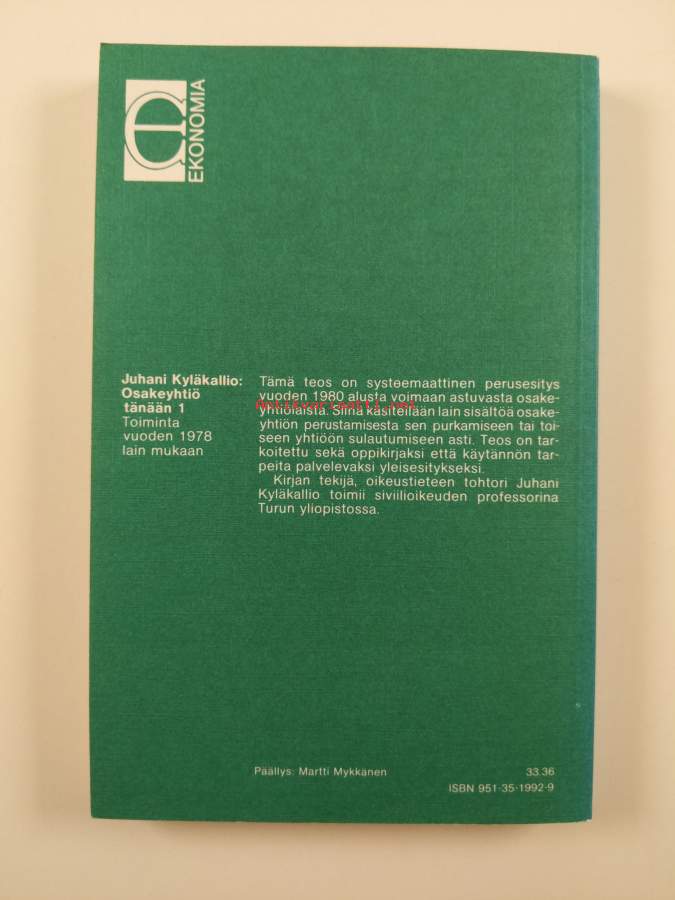 EKONOMIA
Juhani Kyläkallio:
Osakeyhtiö
tänään 1
Toiminta
vuoden 1978
lain mukaan
Tämä teos on systeemaattinen perusesitys
vuoden 1980 alusta voimaan astuvasta osake-
yhtiölaista. Siinä käsitellään lain sisältöä osake-
yhtiön perustamisesta sen purkamiseen tai toi-
seen yhtiöön sulautumiseen asti. Teos on tar-
koitettu sekä oppikirjaksi että käytännön tar-
peita palvelevaksi yleisesitykseksi.
Kirjan tekijä, oikeustieteen tohtori Juhani
Kyläkallio toimii siviilioikeuden professorina
Turun yliopistossa.
Antikvariaatti.net
Päällys: Martti Mykkänen
33.36
ISBN 951-35-1992-9